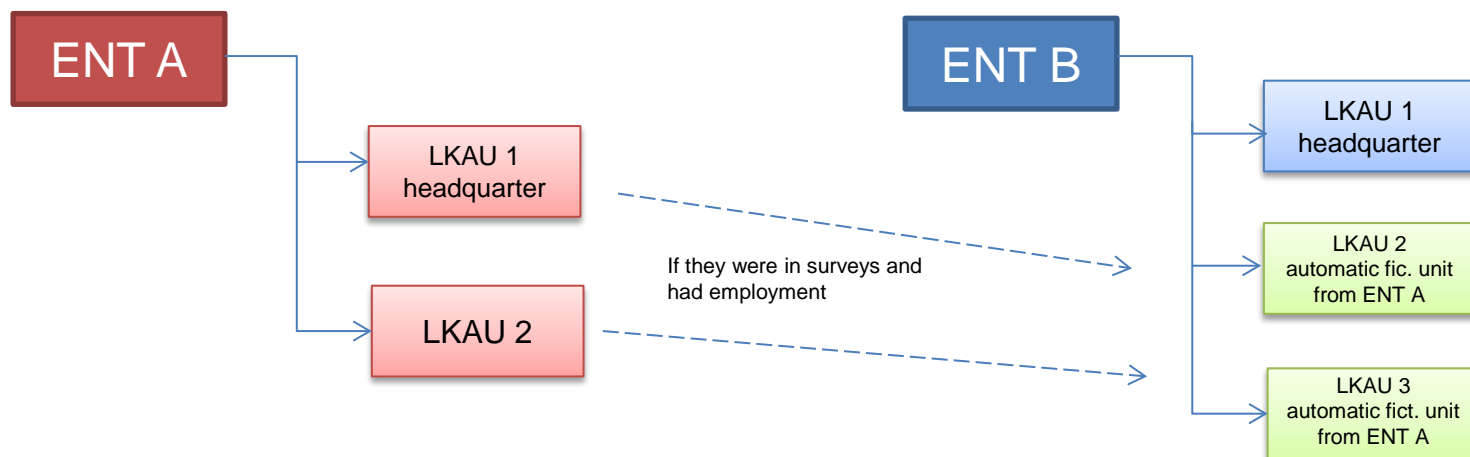 ENT A
LKAU 1
headquarter
LKAU 2
If they were in surveys and
had employment
ENT B
LKAU 1
headquarter
LKAU 2
automatic fic. unit
from ENT A
LKAU 3
automatic fict. unit
from ENT A